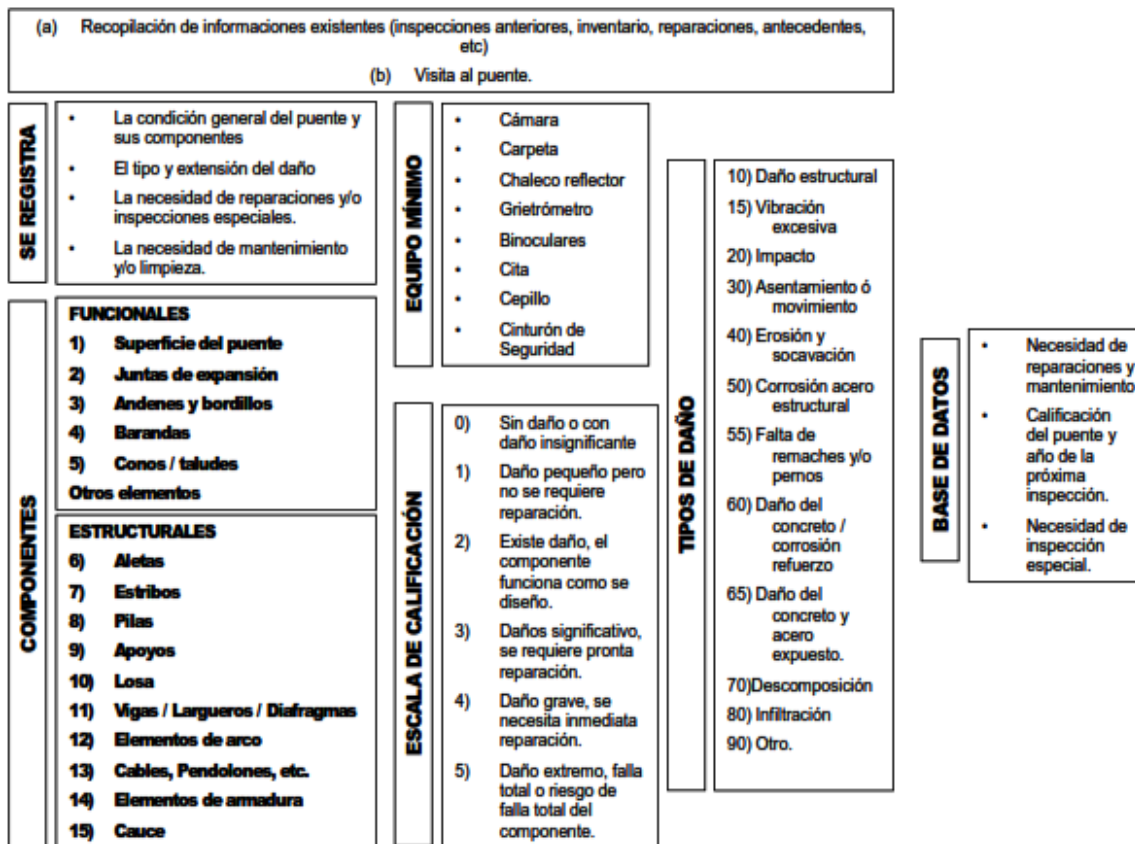 (a) Recopilación de informaciones existentes (inspecciones anteriores, inventario, reparaciones, antecedentes,
etc)
(b) Visita al puente.
SE REGISTRA
• La condición general del puente y
sus componentes
• El tipo y extensión del daño
• La necesidad de reparaciones y/o
inspecciones especiales.
• La necesidad de mantenimiento
y/o limpieza.
COMPONENTES
FUNCIONALES
1) Superficie del puente
2) Juntas de expansión
3) Andenes y bordillos
4) Barandas
5) Conos / taludes
Otros elementos
ESTRUCTURALES
6) Aletas
7) Estribos
8) Pilas
9) Apoyos
10) Losa
11) Vigas / Largueros / Diafragmas
12) Elementos de arco
13) Cables, Pendolones, etc.
14) Elementos de armadura
15) Cauce
EQUIPO MÍNIMO
• Cámara
• Carpeta
• Chaleco reflector
• Grietrómetro
• Binoculares
• Cita
• Cepillo
• Cinturón de
Seguridad
ESCALA DE CALIFICACIÓN
0) Sin daño o con
daño insignificante
1) Daño pequeño pero
no se requiere
reparación.
2) Existe daño, el
componente
funciona como se
diseño.
3) Daños significativo,
se requiere pronta
reparación.
4) Daño grave, se
necesita inmediata
reparación.
5) Daño extremo, falla
total o riesgo de
falla total del
componente.
TIPOS DE DAÑO
10) Daño estructural
15) Vibración
excesiva
20) Impacto
30) Asentamiento ó
movimiento
40) Erosión y
socavación
50) Corrosión acero
estructural
55) Falta de
remaches y/o
pernos
60) Daño del
concreto /
corrosión
refuerzo
65) Daño del
concreto y
acero
expuesto.
70)Descomposición
80) Infiltración
90) Otro.
BASE DE DATOS
• Necesidad de
reparaciones y
mantenimiento
• Calificación
del puente y
año de la
próxima
inspección.
• Necesidad de
inspección
especial.